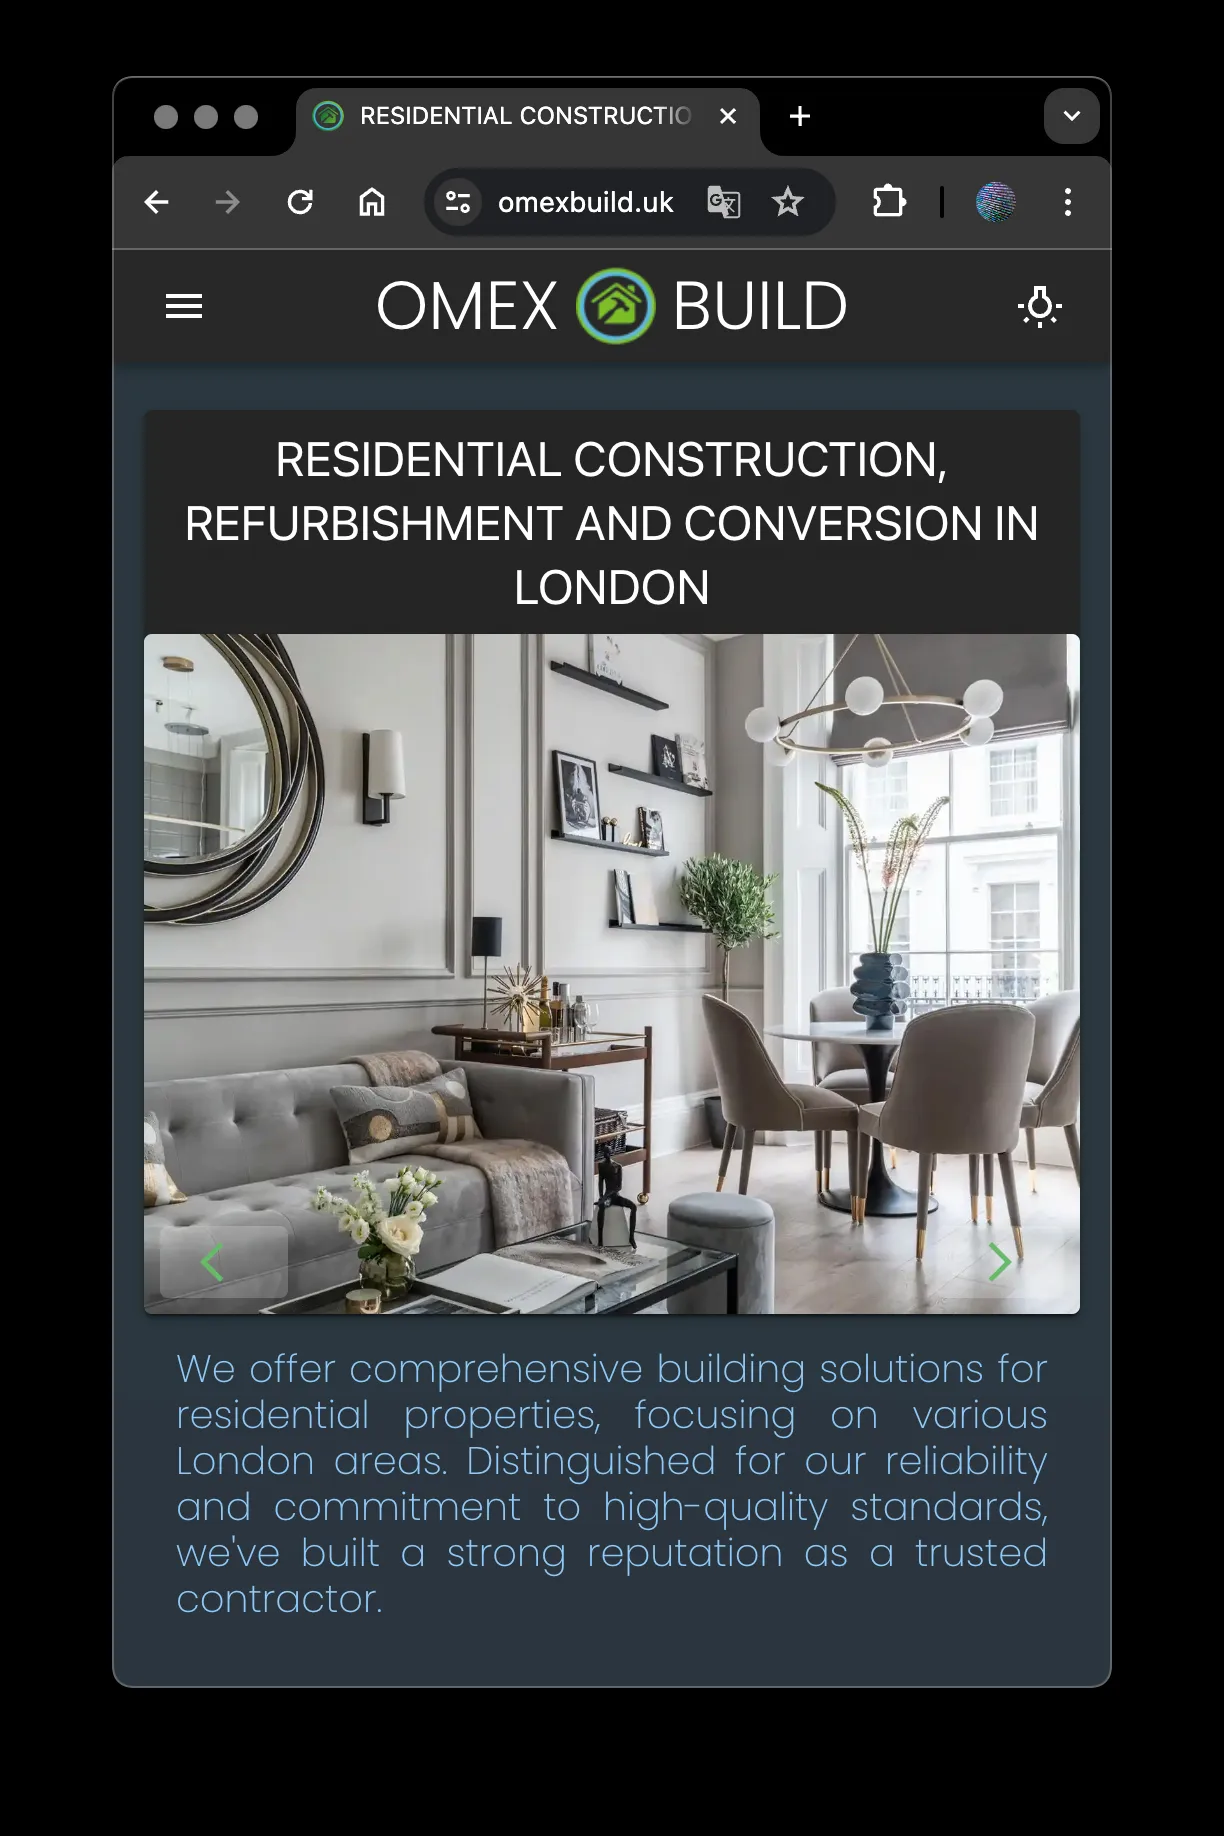 RESIDENTIAL CONSTRUCTIO
omexbuild.uk
OMEX BUILD
RESIDENTIAL CONSTRUCTION,
REFURBISHMENT AND CONVERSION IN
LONDON
We offer comprehensive building solutions for
residential properties, focusing on various
London areas. Distinguished for our reliability
and commitment to high-quality standards,
we've built a strong reputation as a trusted
contractor.